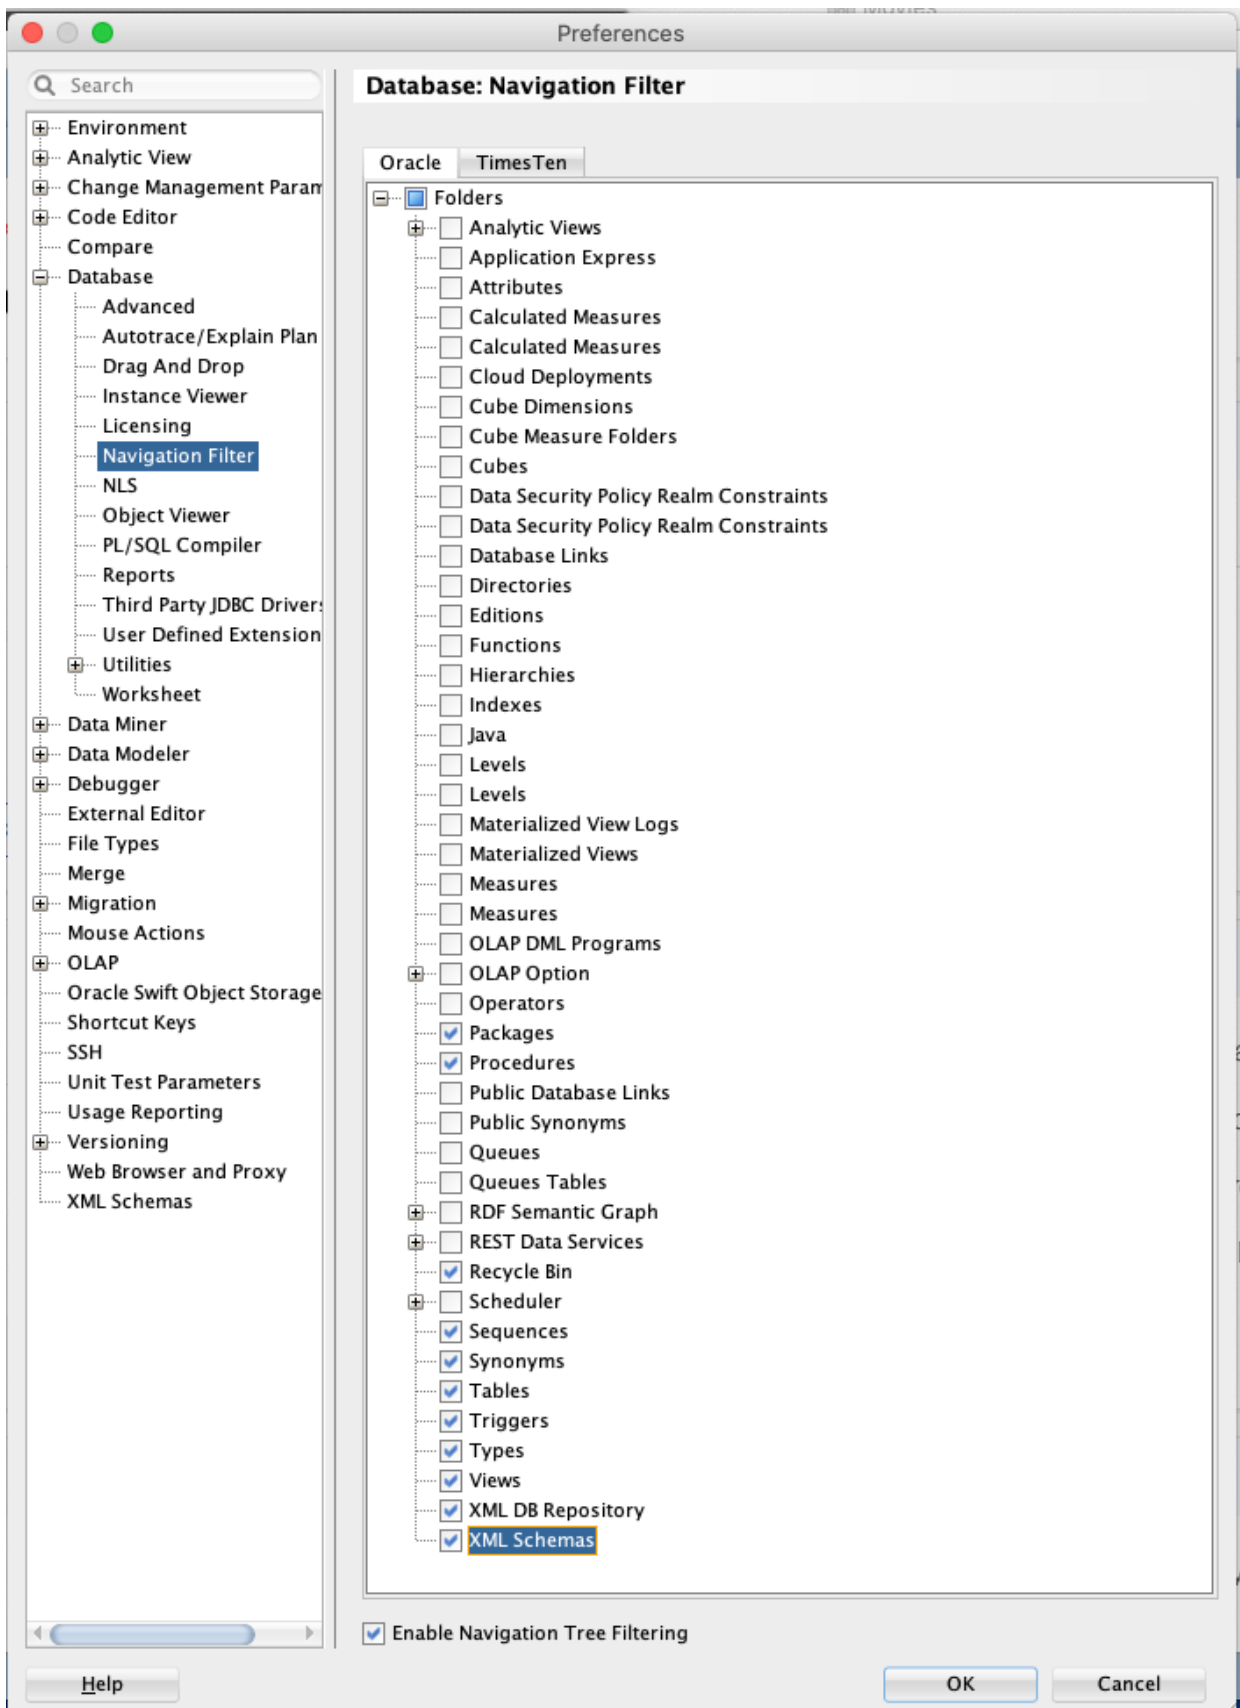 Preferences
Search
Environment
Analytic View
Change Management Param
Code Editor
Compare
Database
Advanced
Autotrace/Explain Plan
Drag And Drop
Instance Viewer
Licensing
Navigation Filter
NLS
Object Viewer
PL/SQL Compiler
Reports
Third Party JDBC Drivers
User Defined Extension
Utilities
Worksheet
Data Miner
Data Modeler
Debugger
External Editor
File Types
Merge
Migration
Mouse Actions
OLAP
Oracle Swift Object Storage
Shortcut Keys
SSH
Unit Test Parameters
Usage Reporting
Versioning
Web Browser and Proxy
XML Schemas
Database: Navigation Filter
Oracle
TimesTen
Folders
Analytic Views
Application Express
Attributes
Calculated Measures
Calculated Measures
Cloud Deployments
Cube Dimensions
Cube Measure Folders
Cubes
Data Security Policy Realm Constraints
Data Security Policy Realm Constraints
Database Links
Directories
Editions
Functions
Hierarchies
Indexes
Java
Levels
Levels
Materialized View Logs
Materialized Views
Measures
Measures
OLAP DML Programs
OLAP Option
Operators
Packages
Procedures
Public Database Links
Public Synonyms
Queues
Queues Tables
RDF Semantic Graph
REST Data Services
Recycle Bin
Scheduler
Sequences
Synonyms
Tables
Triggers
Types
Views
XML DB Repository
XML Schemas
Enable Navigation Tree Filtering
Help
OK
Cancel